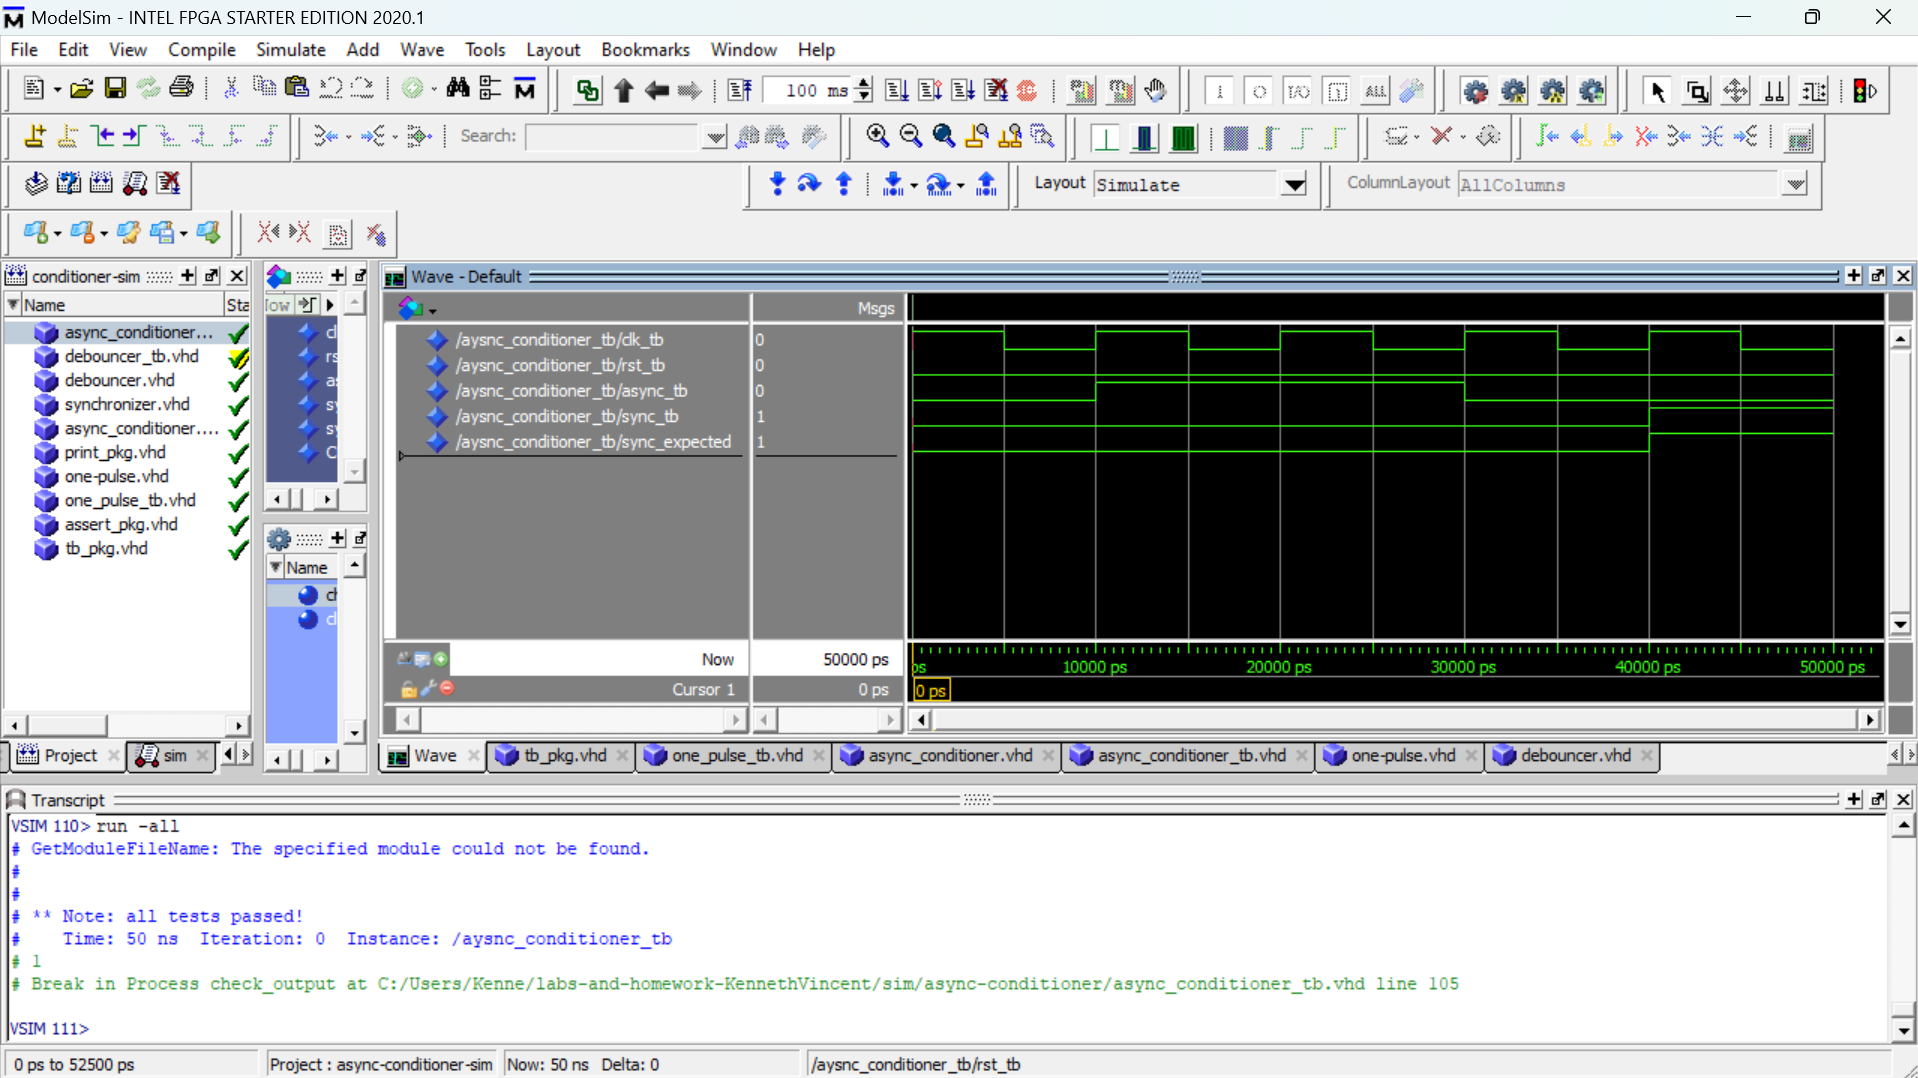 ModelSim - INTEL FPGA STARTER EDITION 2020.1
File Edit View Compile Simulate Add Wave Tools Layout Bookmarks Window Help
100 ms
Search:
Layout Simulate ColumnLayout AllColumns
conditioner-sim
Wave - Default
Name Sta
Msgs
async_conditioner...
debouncer_tb.vhd
debouncer.vhd
synchronizer.vhd
async_conditioner....
print_pkg.vhd
one-pulse.vhd
one_pulse_tb.vhd
assert_pkg.vhd
tb_pkg.vhd
Name
/aysnc_conditioner_tb/clk_tb 0
/aysnc_conditioner_tb/rst_tb 0
/aysnc_conditioner_tb/async_tb 0
/aysnc_conditioner_tb/sync_tb 1
/aysnc_conditioner_tb/sync_expected 1
Now 50000 ps
ps 10000 ps 20000 ps 30000 ps 40000 ps 50000 ps
Cursor 1 0 ps
0 ps
Project sim
Wave tb_pkg.vhd one_pulse_tb.vhd async_conditioner.vhd async_conditioner_tb.vhd one-pulse.vhd debouncer.vhd
Transcript
VSIM 110> run -all
# GetModuleFileName: The specified module could not be found.
#
#
# ** Note: all tests passed!
# Time: 50 ns Iteration: 0 Instance: /aysnc_conditioner_tb
# 1
# Break in Process check_output at C:/Users/Kenne/labs-and-homework-KennethVincent/sim/async-conditioner/async_conditioner_tb.vhd line 105
VSIM 111>
0 ps to 52500 ps Project : async-conditioner-sim Now: 50 ns Delta: 0 /aysnc_conditioner_tb/rst_tb